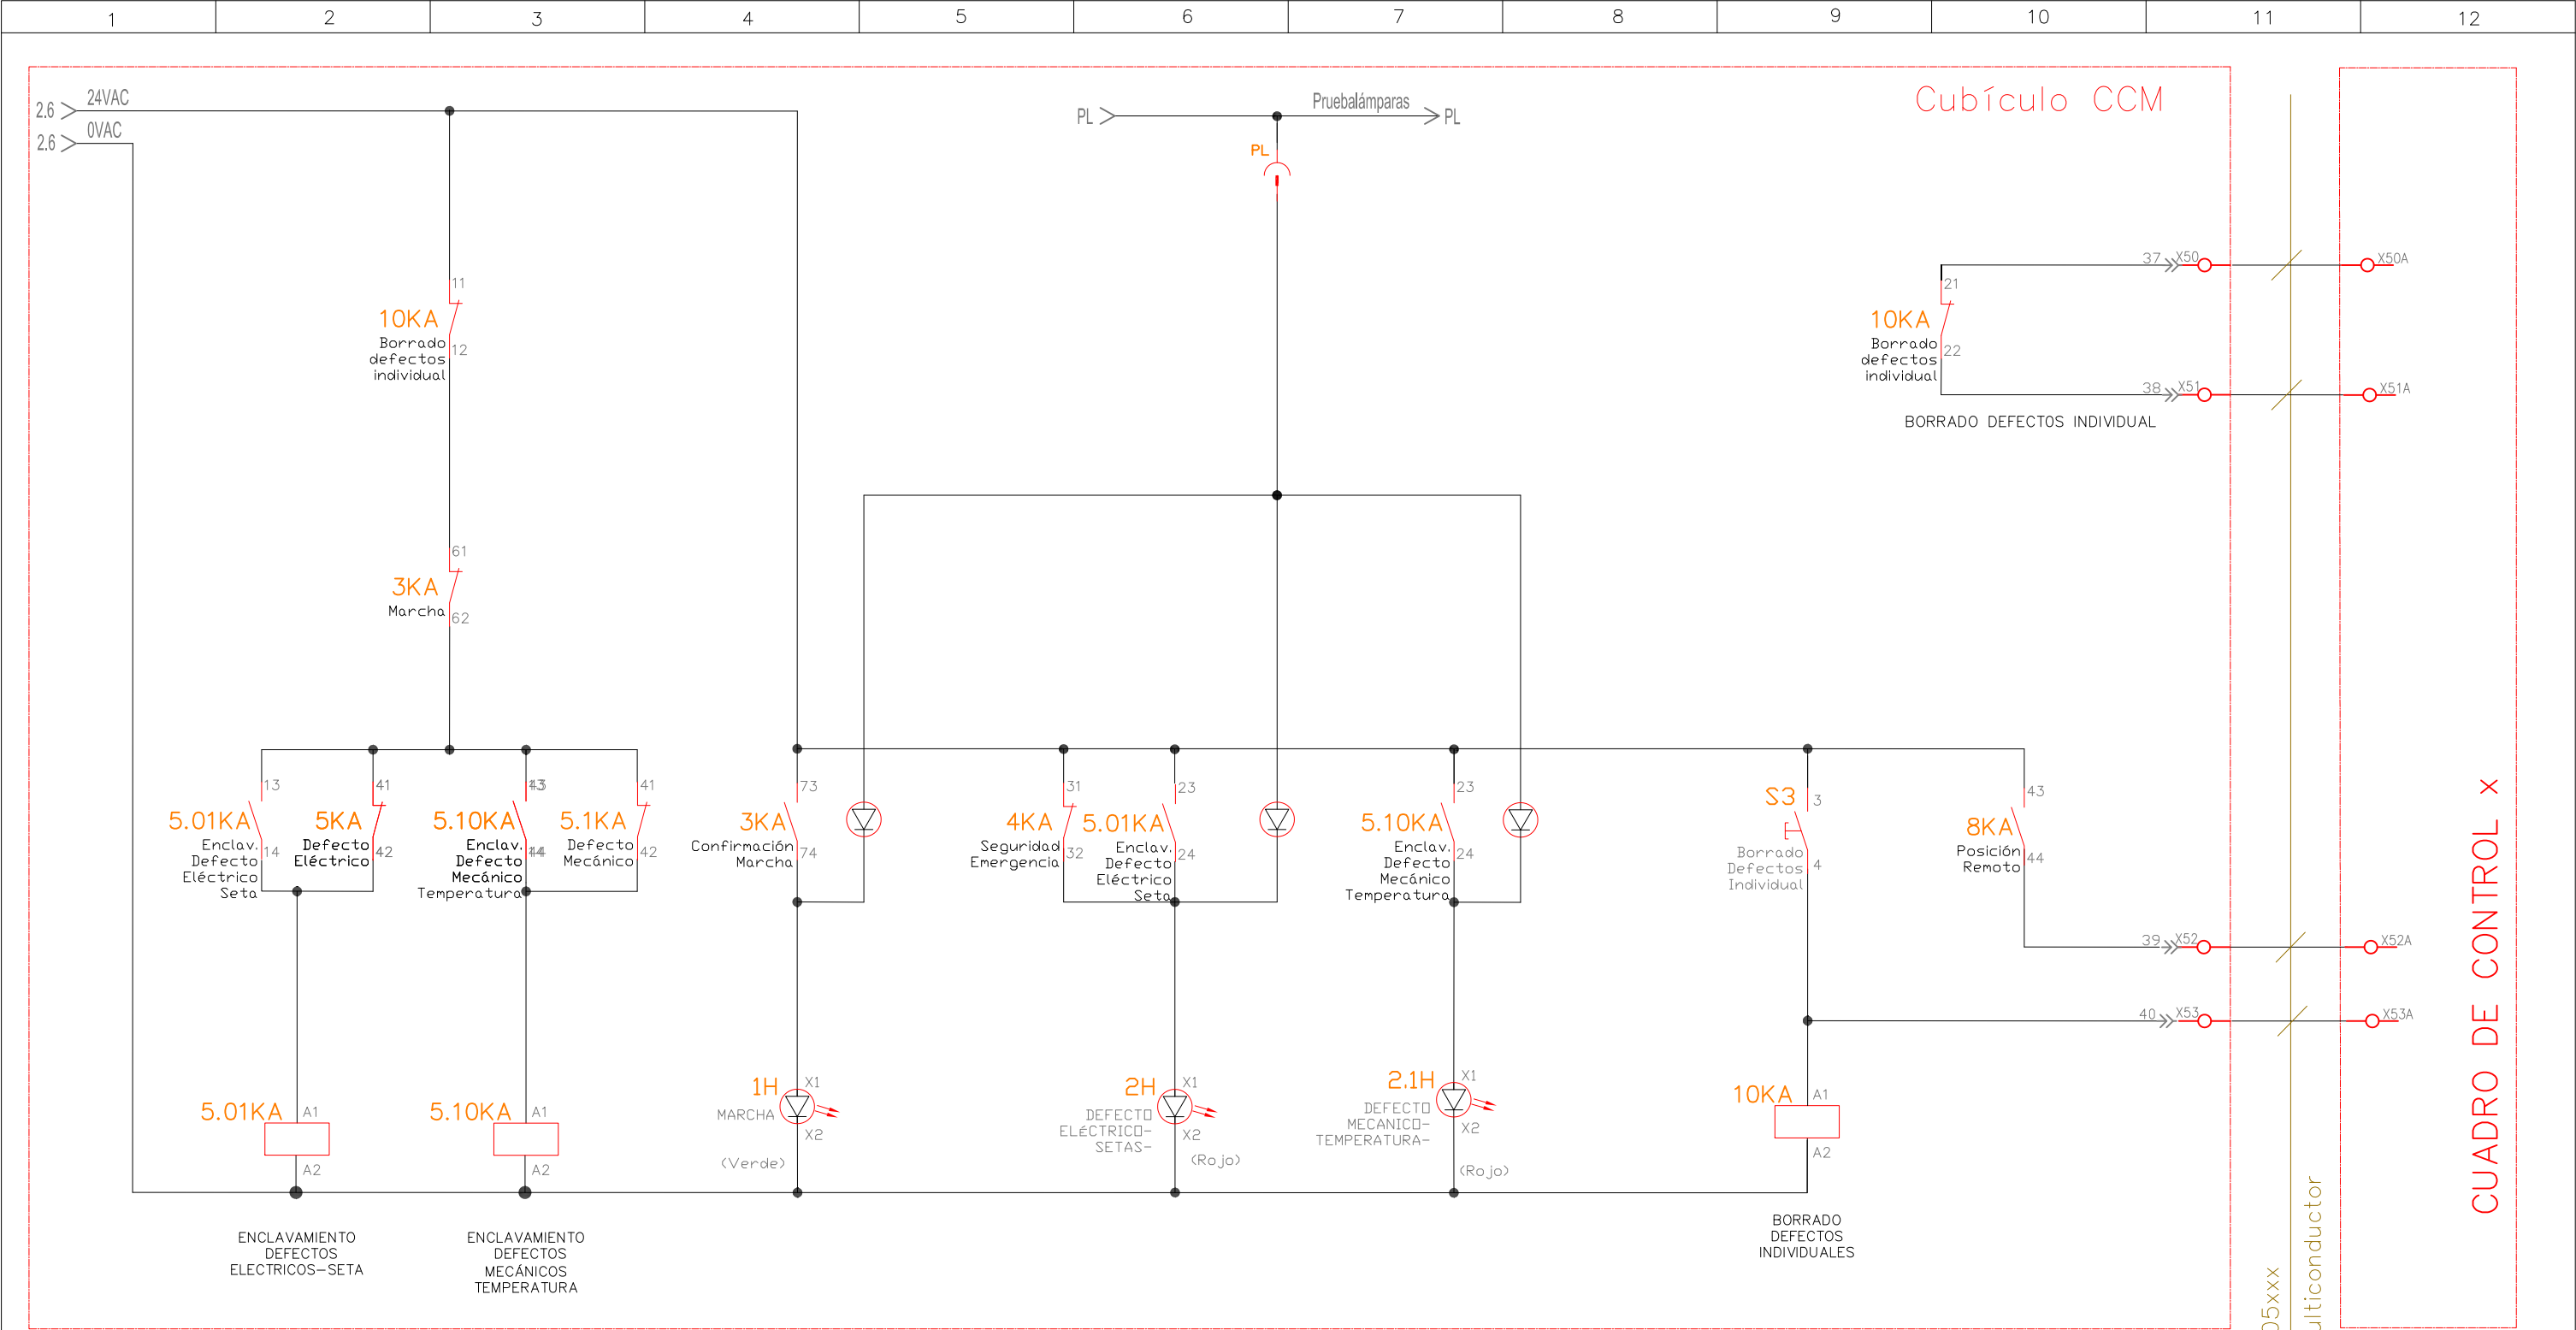 1 2 3 4 5 6 7 8 9 10 11 12
2.6 24VAC
2.6 0VAC
PL Pruebalámparas PL
PL
Cubículo CCM
11
10KA
Borrado
defectos
individual
12
61
3KA
Marcha
62
21
10KA
Borrado
defectos
individual
22
37 X50 X50A
38 X51 X51A
BORRADO DEFECTOS INDIVIDUAL
13
5.01KA
Enclav.
Defecto
Eléctrico
Seta
14
41
5KA
Defecto
Eléctrico
42
5.10KA
Enclav.
Defecto
Mecánico
Temperatura
41
5.1KA
Defecto
Mecánico
42
73
3KA
Confirmación
Marcha
74
31
4KA
Seguridad
Emergencia
32
23
5.01KA
Enclav.
Defecto
Eléctrico
Seta
24
23
5.10KA
Enclav.
Defecto
Mecánico
Temperatura
24
S3
3
Borrado
Defectos
Individual
4
43
8KA
Posición
Remoto
44
39 X52 X52A
40 X53 X53A
5.01KA
A1
A2
5.10KA
A1
A2
1H
X1
MARCHA
X2
(Verde)
2H
X1
DEFECTO
ELÉCTRICO-
SETAS-
X2
(Rojo)
2.1H
X1
DEFECTO
MECANICO-
TEMPERATURA-
X2
(Rojo)
10KA
A1
A2
ENCLAVAMIENTO
DEFECTOS
ELECTRICOS-SETA
ENCLAVAMIENTO
DEFECTOS
MECÁNICOS
TEMPERATURA
BORRADO
DEFECTOS
INDIVIDUALES
CUADRO DE CONTROL x
05xxx
ulticonductor